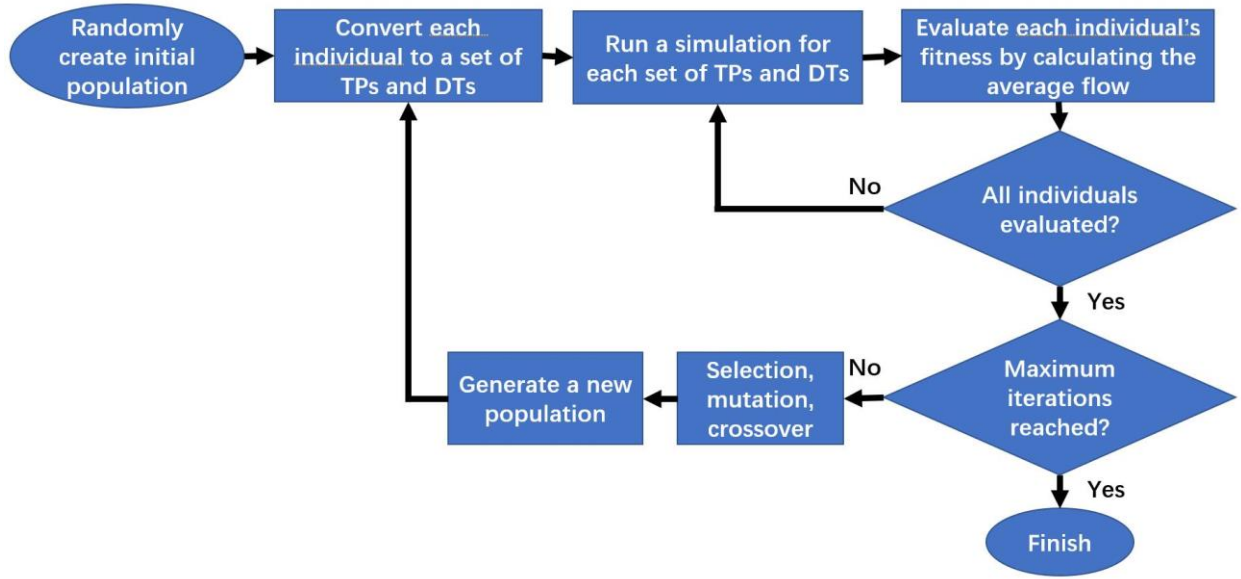 Randomly
create initial
population
Convert each
individual to a set of
TPs and DTs
Run a simulation for
each set of TPs and DTs
Evaluate each individual's
fitness by calculating the
average flow
No
All individuals
evaluated?
Yes
Generate a new
population
Selection,
mutation,
crossover
No
Maximum
iterations
reached?
Yes
Finish